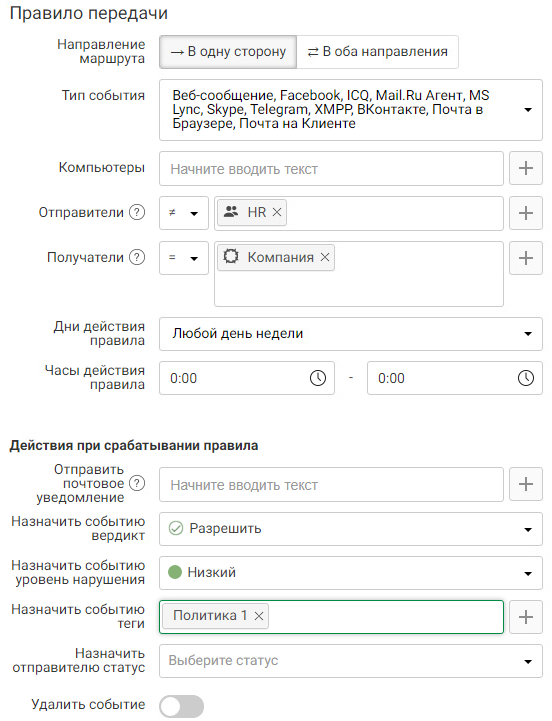 Правило передачи
Направление
маршрута
→ В одну сторону
⇄ В оба направления
Тип события
Веб-сообщение, Facebook, ICQ, Mail.Ru Агент, MS
Lync, Skype, Telegram, XMPP, ВКонтакте, Почта в
Браузере, Почта на Клиенте
Компьютеры
Начните вводить текст
Отправители ?
≠
HR ×
Получатели ?
=
Компания ×
Дни действия
правила
Любой день недели
Часы действия
правила
0:00
-
0:00
Действия при срабатывании правила
Отправить
почтовое
уведомление ?
Начните вводить текст
Назначить событию
вердикт
Разрешить
Назначить событию
уровень нарушения
Низкий
Назначить событию
теги
Политика 1 ×
Назначить
отправителю статус
Выберите статус
Удалить событие